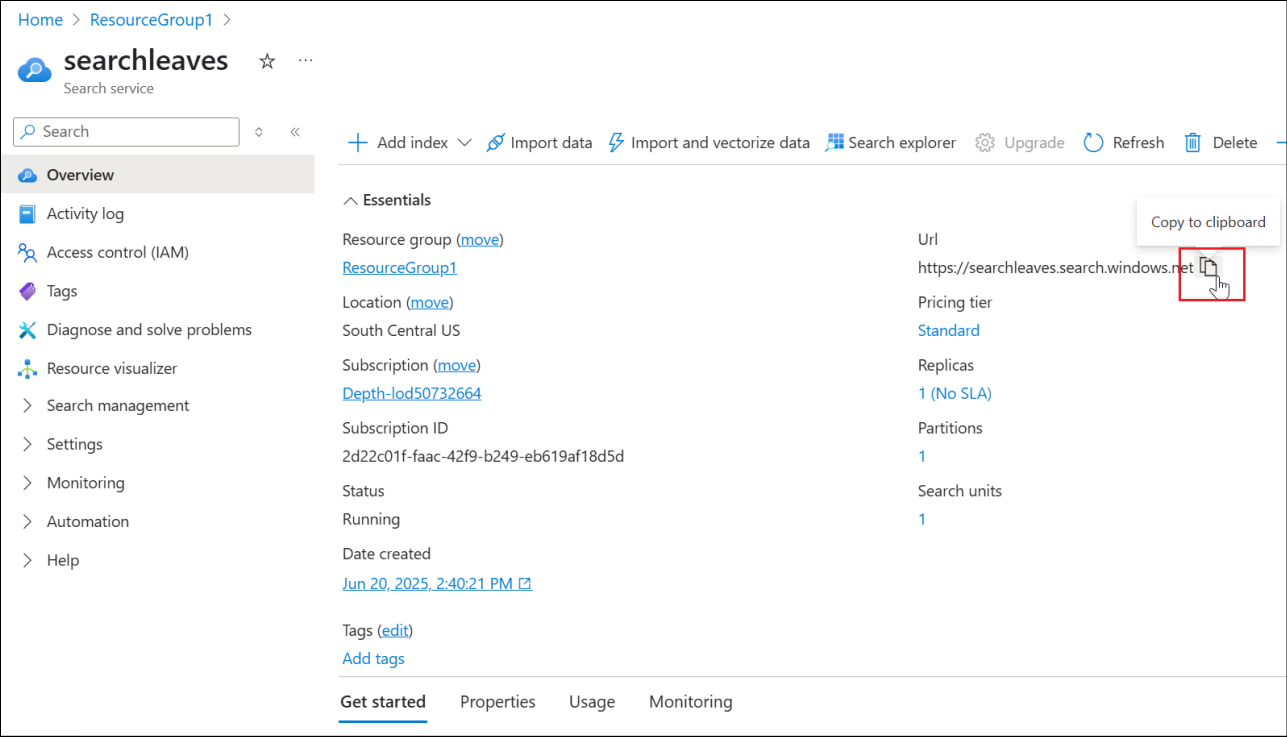 Home > ResourceGroup1 >
searchleaves ☆ ...
Search service
Search
Add index Import data Import and vectorize data Search explorer Upgrade Refresh Delete
Overview
Activity log
Access control (IAM)
Tags
Diagnose and solve problems
Resource visualizer
Search management
Settings
Monitoring
Automation
Help
Essentials
Copy to clipboard
Resource group (move)
ResourceGroup1
Location (move)
South Central US
Subscription (move)
Depth-lod50732664
Subscription ID
2d22c01f-faac-42f9-b249-eb619af18d5d
Status
Running
Date created
Jun 20, 2025, 2:40:21 PM
Tags (edit)
Add tags
Url
https://searchleaves.search.windows.net
Pricing tier
Standard
Replicas
1 (No SLA)
Partitions
1
Search units
1
Get started Properties Usage Monitoring